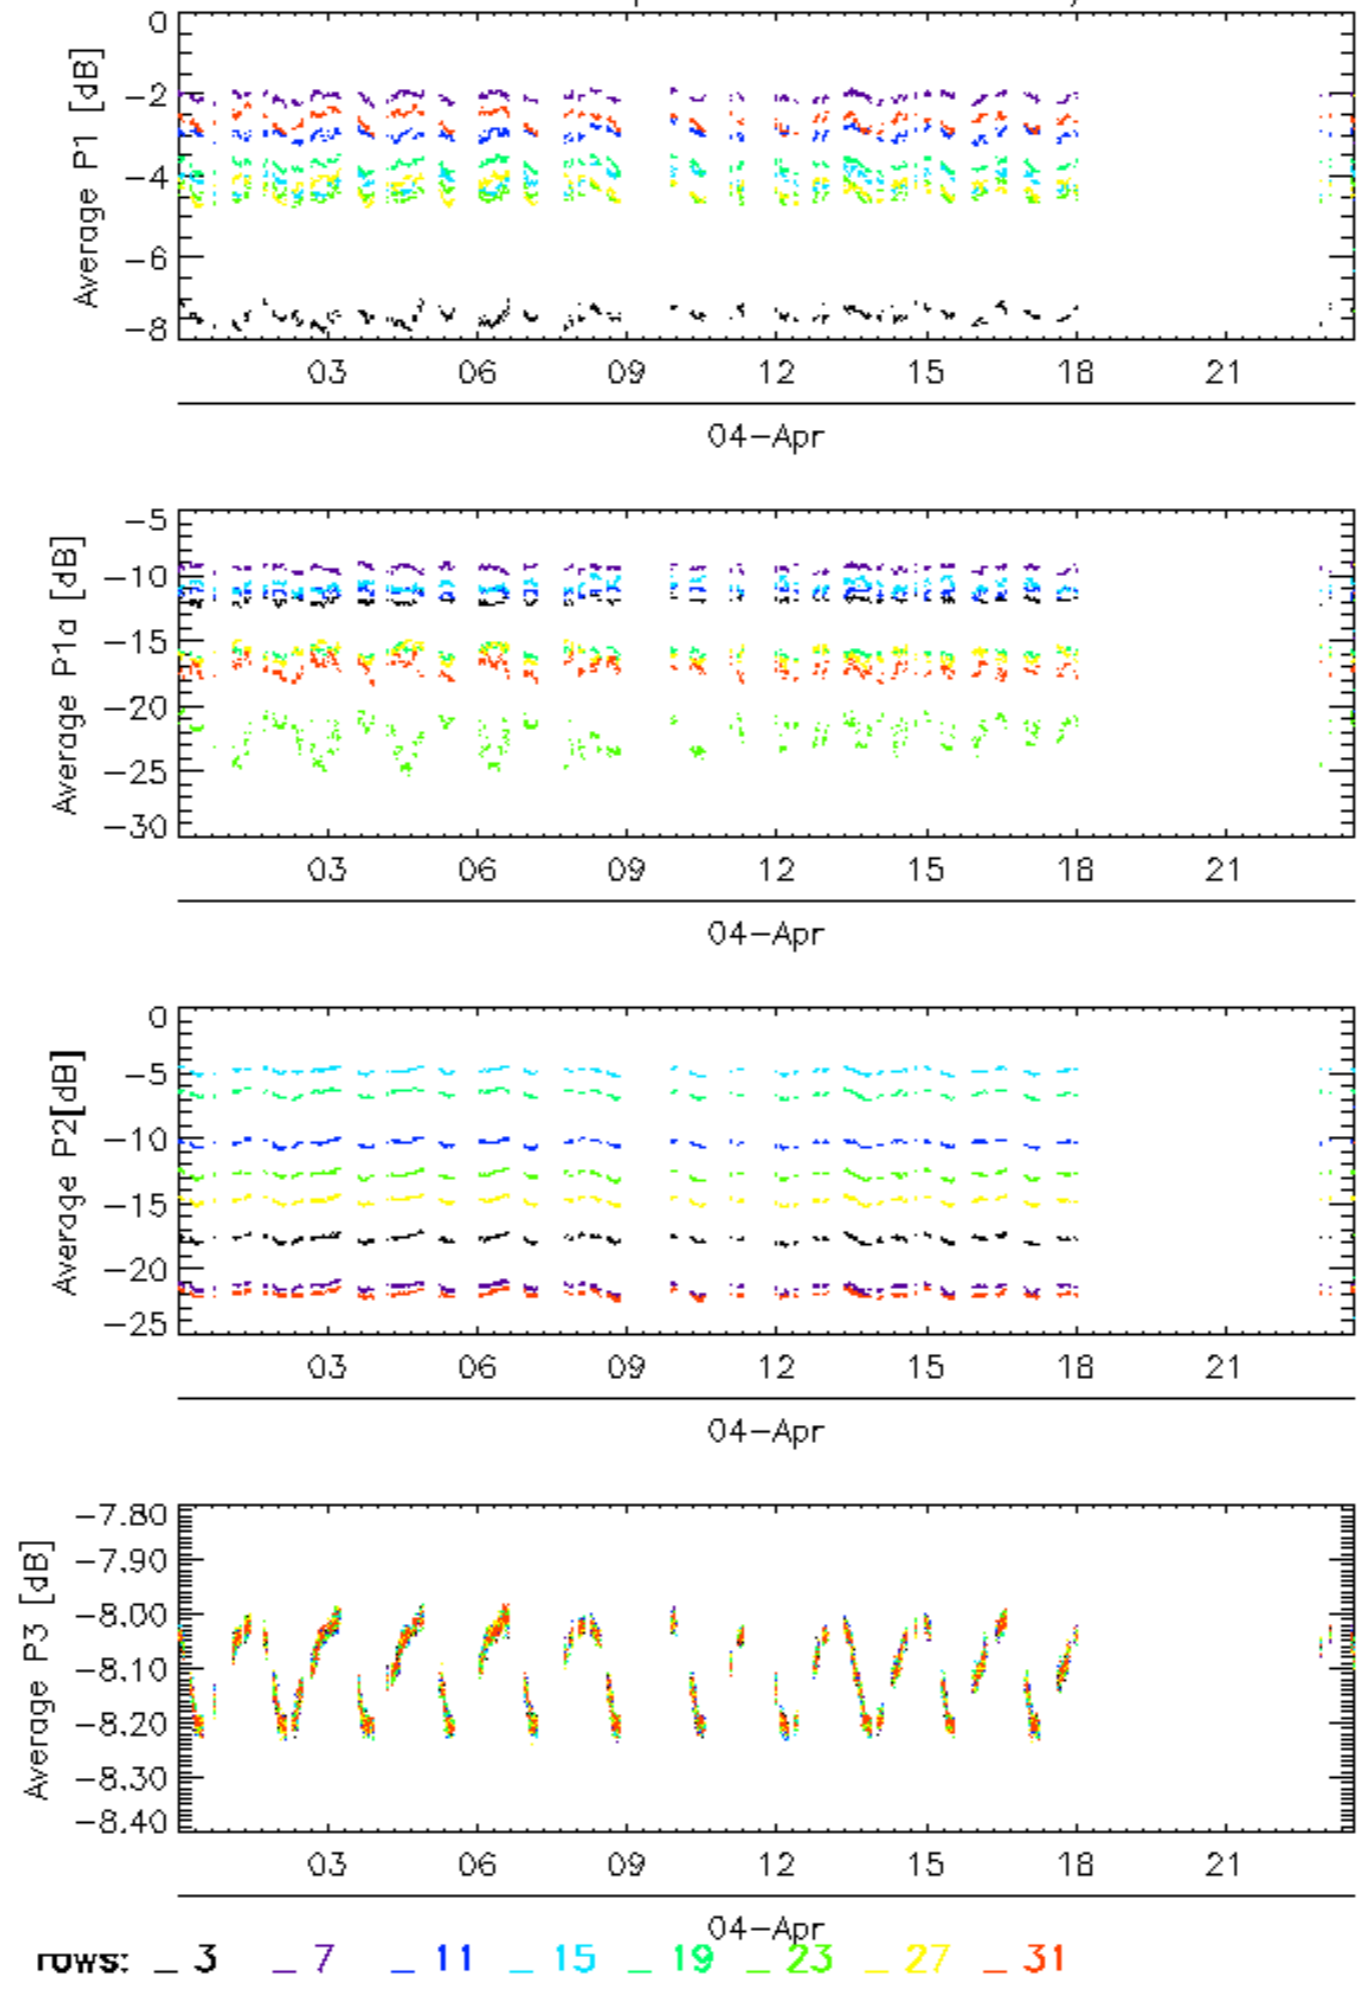 0
-2
-4
-6
-8
Average P1 [dB]
03 06 09 12 15 18 21
04-Apr
-5
-10
-15
-20
-25
-30
Average P1a [dB]
03 06 09 12 15 18 21
04-Apr
0
-5
-10
-15
-20
-25
Average P2[dB]
03 06 09 12 15 18 21
04-Apr
-7.80
-7.90
-8.00
-8.10
-8.20
-8.30
-8.40
Average P3 [dB]
03 06 09 12 15 18 21
04-Apr
rows: _ 3 _ 7 _ 11 _ 15 _ 19 _ 23 _ 27 _ 31